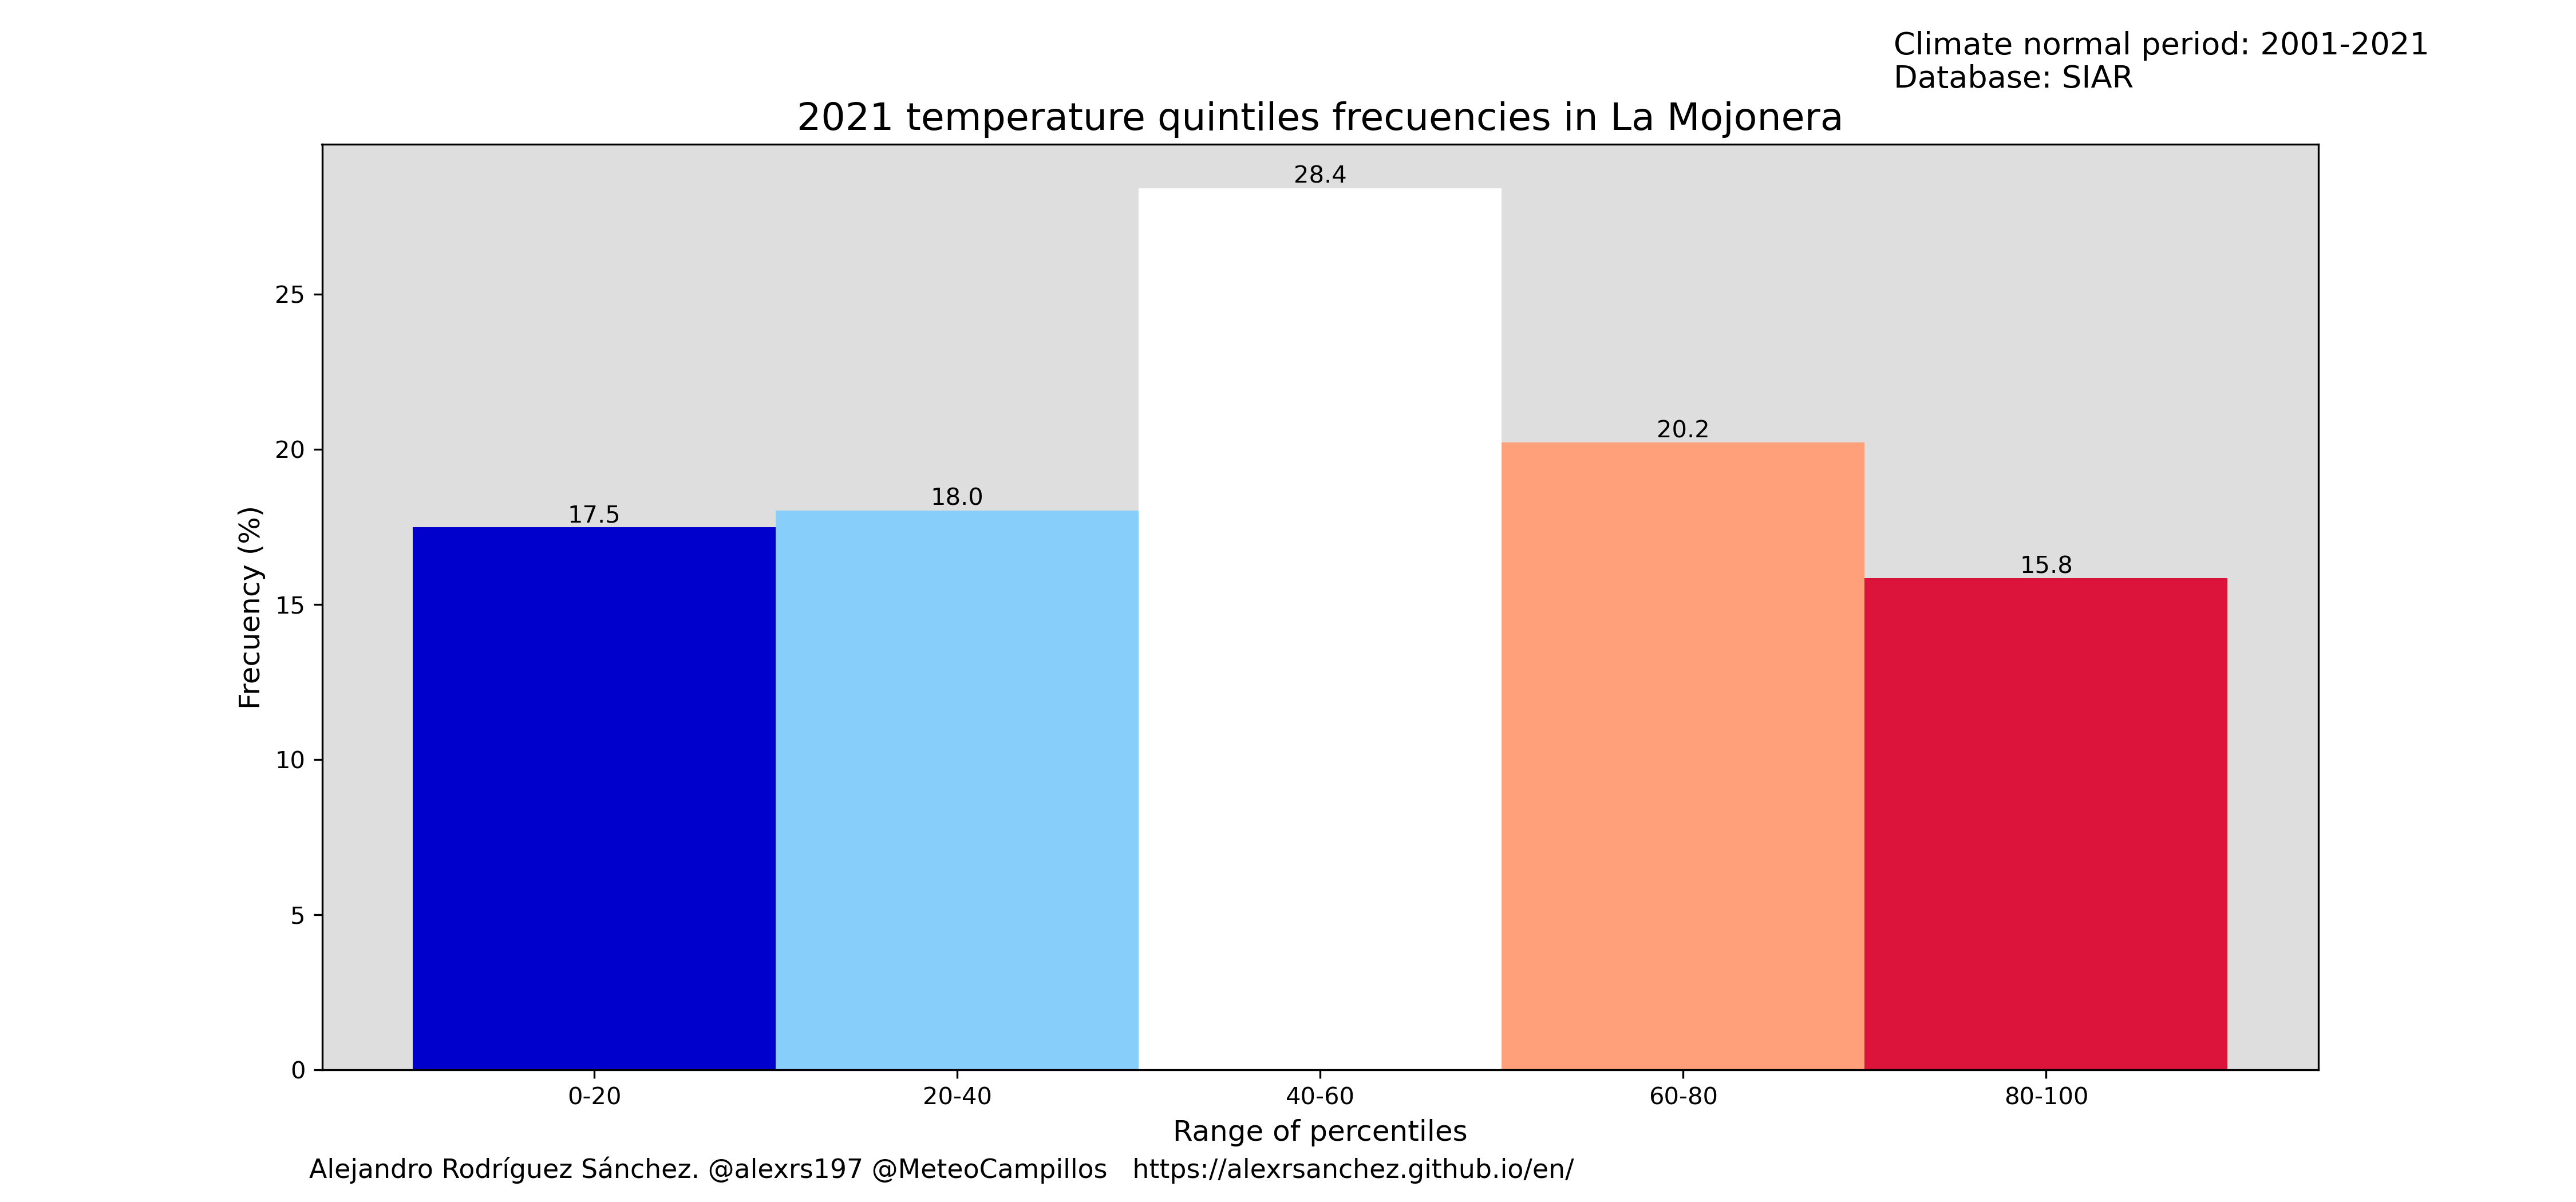 Climate normal period: 2001-2021
Database: SIAR
2021 temperature quintiles frecuencies in La Mojonera
28.4
25
20.2
20
18.0
17.5
15.8
15
10
5
0
Frecuency (%)
0-20 20-40 40-60 60-80 80-100
Range of percentiles
Alejandro Rodríguez Sánchez. @alexrs197 @MeteoCampillos https://alexrsanchez.github.io/en/